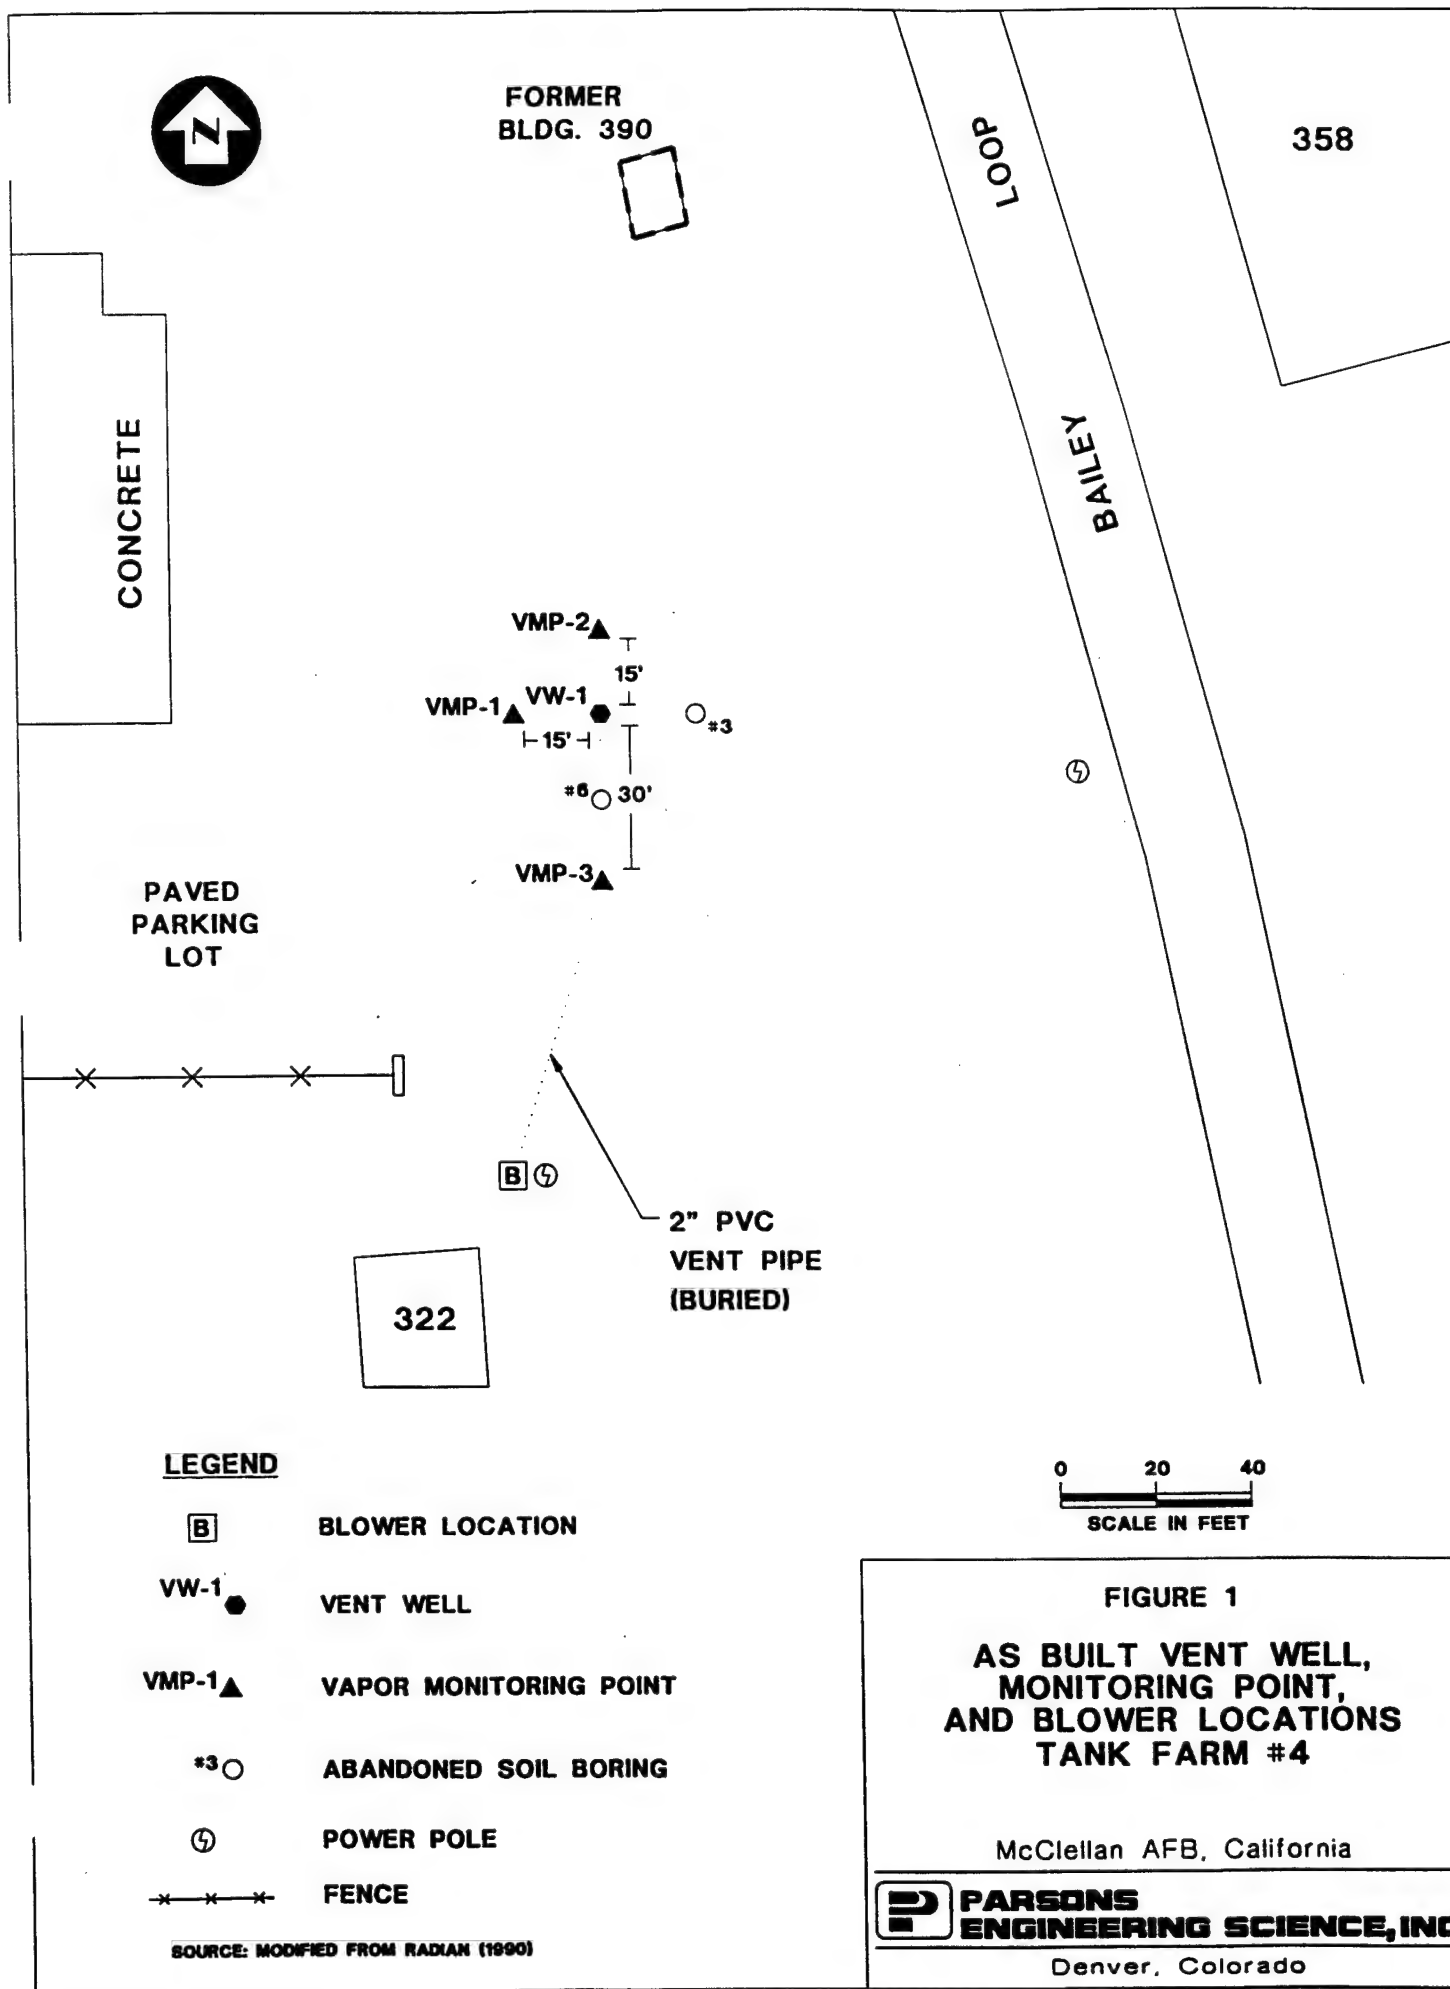 N
FORMER
BLDG. 390
LOOP
358
CONCRETE
BAILEY
VMP-2
15'
VMP-1
VW-1
#3
15'
#6
30'
VMP-3
PAVED
PARKING
LOT
B
2" PVC
VENT PIPE
(BURIED)
322
LEGEND
B BLOWER LOCATION
VW-1 VENT WELL
VMP-1 VAPOR MONITORING POINT
#3 ABANDONED SOIL BORING
POWER POLE
FENCE
SOURCE: MODIFIED FROM RADIAN (1990)
0 20 40
SCALE IN FEET
FIGURE 1
AS BUILT VENT WELL,
MONITORING POINT,
AND BLOWER LOCATIONS
TANK FARM #4
McClellan AFB, California
PARSONS
ENGINEERING SCIENCE, INC
Denver, Colorado